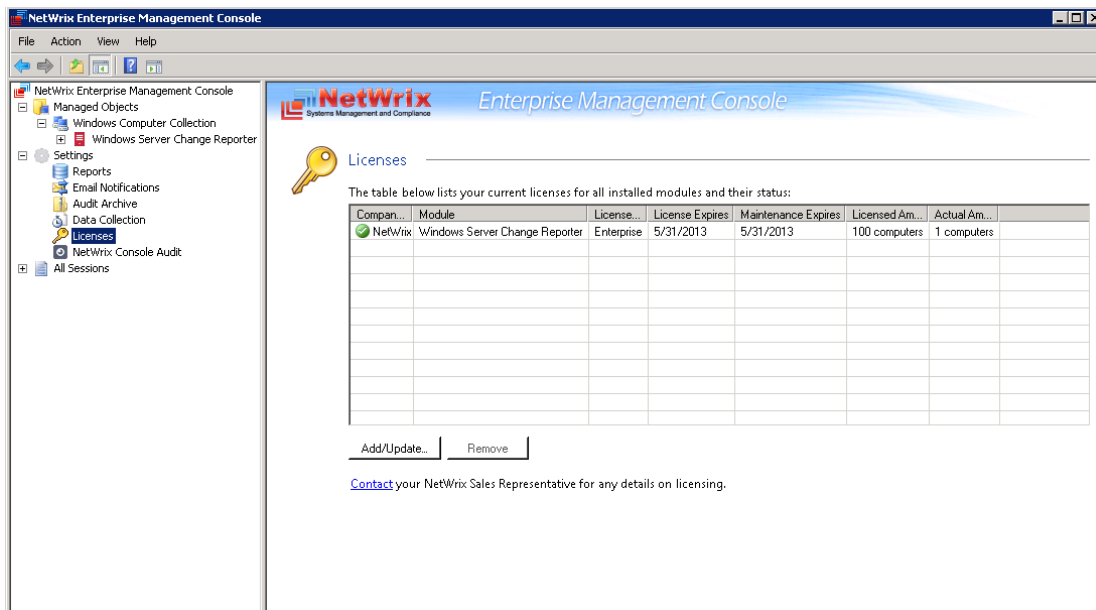 NetWrix Enterprise Management Console
File Action View Help
NetWrix Enterprise Management Console
Managed Objects
Windows Computer Collection
Windows Server Change Reporter
Settings
Reports
Email Notifications
Audit Archive
Data Collection
Licenses
NetWrix Console Audit
All Sessions
NetWrix Enterprise Management Console
Systems Management and Compliance
Licenses
The table below lists your current licenses for all installed modules and their status:
Compan... Module License... License Expires Maintenance Expires Licensed Am... Actual Am...
NetWrix Windows Server Change Reporter Enterprise 5/31/2013 5/31/2013 100 computers 1 computers
Add/Update... Remove
Contact your NetWrix Sales Representative for any details on licensing.